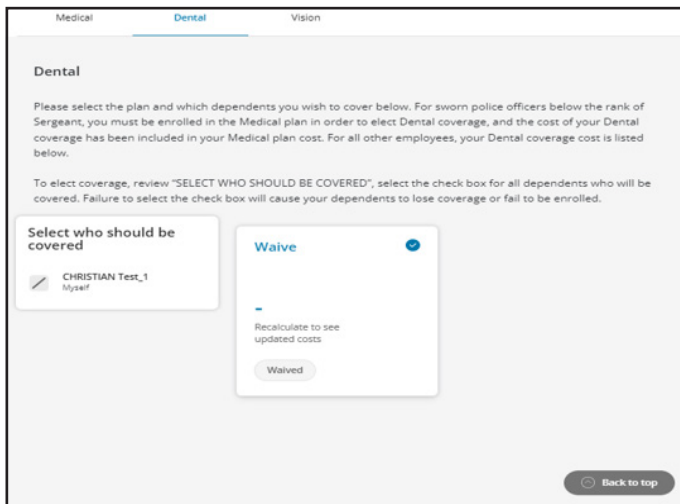 Medical Dental Vision
Dental
Please select the plan and which dependents you wish to cover below. For sworn police officers below the rank of
Sergeant, you must be enrolled in the Medical plan in order to elect Dental coverage, and the cost of your Dental
coverage has been included in your Medical plan cost. For all other employees, your Dental coverage cost is listed
below.
To elect coverage, review "SELECT WHO SHOULD BE COVERED", select the check box for all dependents who will be
covered. Failure to select the check box will cause your dependents to lose coverage or fail to be enrolled.
Select who should be
covered
CHRISTIAN Test_1
Myself
Waive
-
Recalculate to see
updated costs
Waived
Back to top